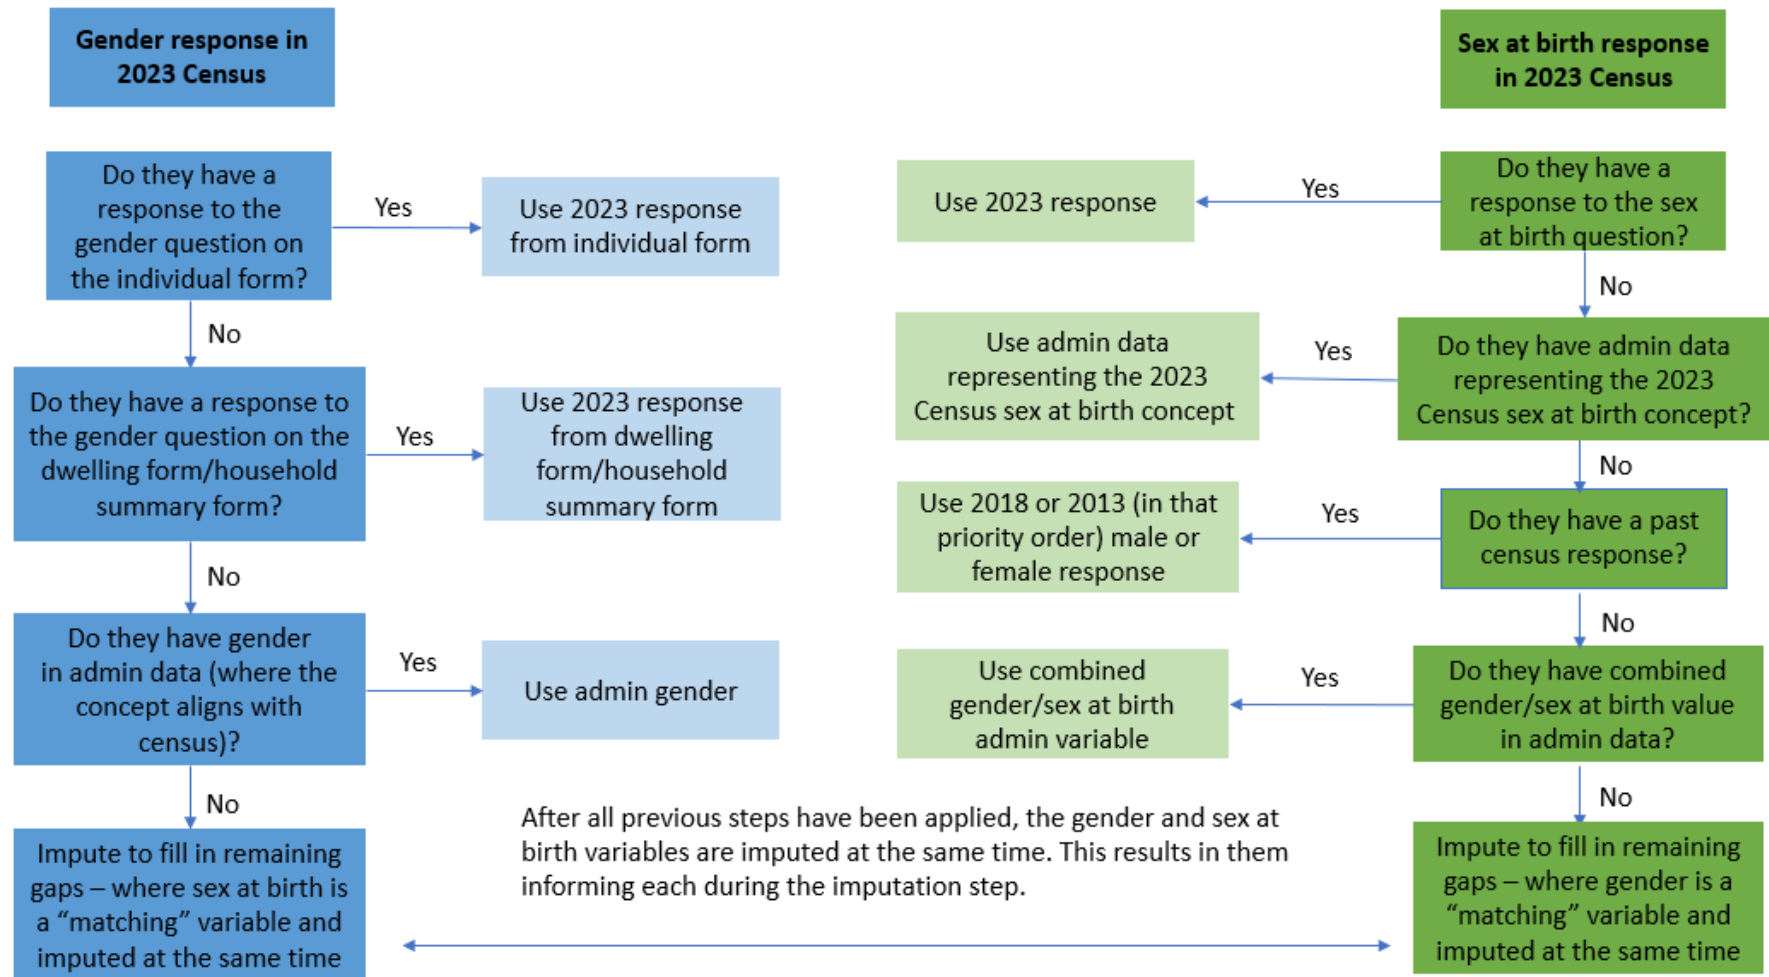 Gender response in
2023 Census
Do they have a
response to the
gender question on
the individual form?
Yes
Use 2023 response
from individual form
No
Do they have a response to
the gender question on the
dwelling form/household
summary form?
Yes
Use 2023 response
from dwelling
form/household
summary form
No
Do they have gender
in admin data (where the
concept aligns with
census)?
Yes
Use admin gender
No
Impute to fill in remaining
gaps – where sex at birth is
a “matching” variable and
imputed at the same time
After all previous steps have been applied, the gender and sex at
birth variables are imputed at the same time. This results in them
informing each during the imputation step.
Sex at birth response
in 2023 Census
Do they have a
response to the sex
at birth question?
Yes
Use 2023 response
No
Do they have admin data
representing the 2023
Census sex at birth concept?
Yes
Use admin data
representing the 2023
Census sex at birth concept
No
Do they have a past
census response?
Yes
Use 2018 or 2013 (in that
priority order) male or
female response
No
Do they have combined
gender/sex at birth value
in admin data?
Yes
Use combined
gender/sex at birth
admin variable
No
Impute to fill in remaining
gaps – where gender is a
“matching” variable and
imputed at the same time